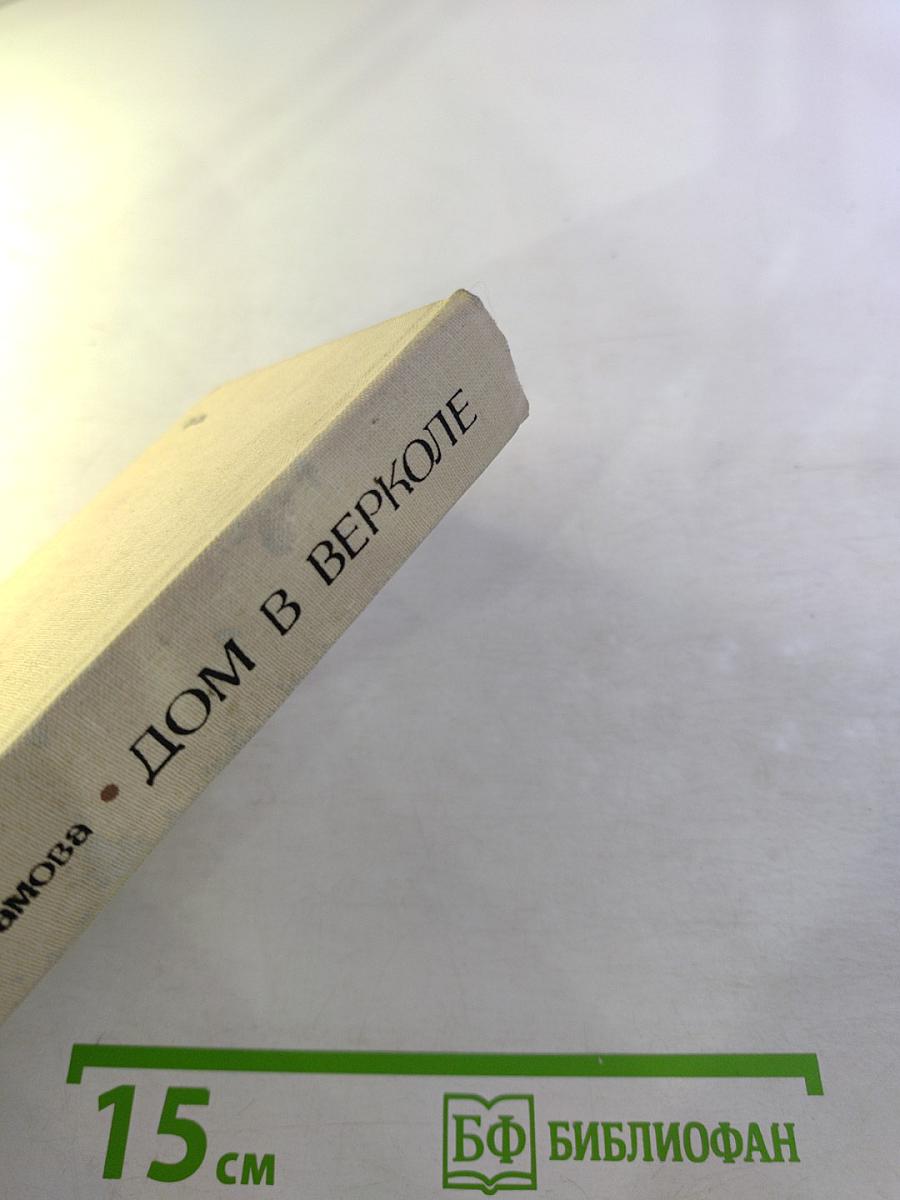 амова • ДОМ В ВЕРКОЛЕ
15 см
БФ БИБЛИОФАН